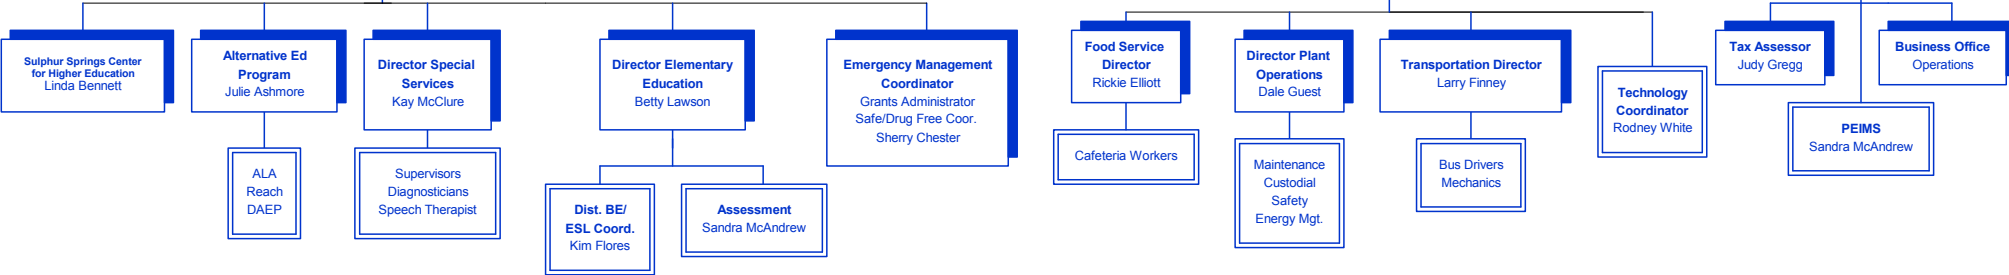 Sulphur Springs Center
for Higher Education
Linda Bennett
Alternative Ed
Program
Julie Ashmore
ALA
Reach
DAEP
Director Special
Services
Kay McClure
Supervisors
Diagnosticians
Speech Therapist
Director Elementary
Education
Betty Lawson
Dist. BE/
ESL Coord.
Kim Flores
Assessment
Sandra McAndrew
Emergency Management
Coordinator
Grants Administrator
Safe/Drug Free Coor.
Sherry Chester
Food Service
Director
Rickie Elliott
Cafeteria Workers
Director Plant
Operations
Dale Guest
Maintenance
Custodial
Safety
Energy Mgt.
Transportation Director
Larry Finney
Bus Drivers
Mechanics
Technology
Coordinator
Rodney White
Tax Assessor
Judy Gregg
PEIMS
Sandra McAndrew
Business Office
Operations